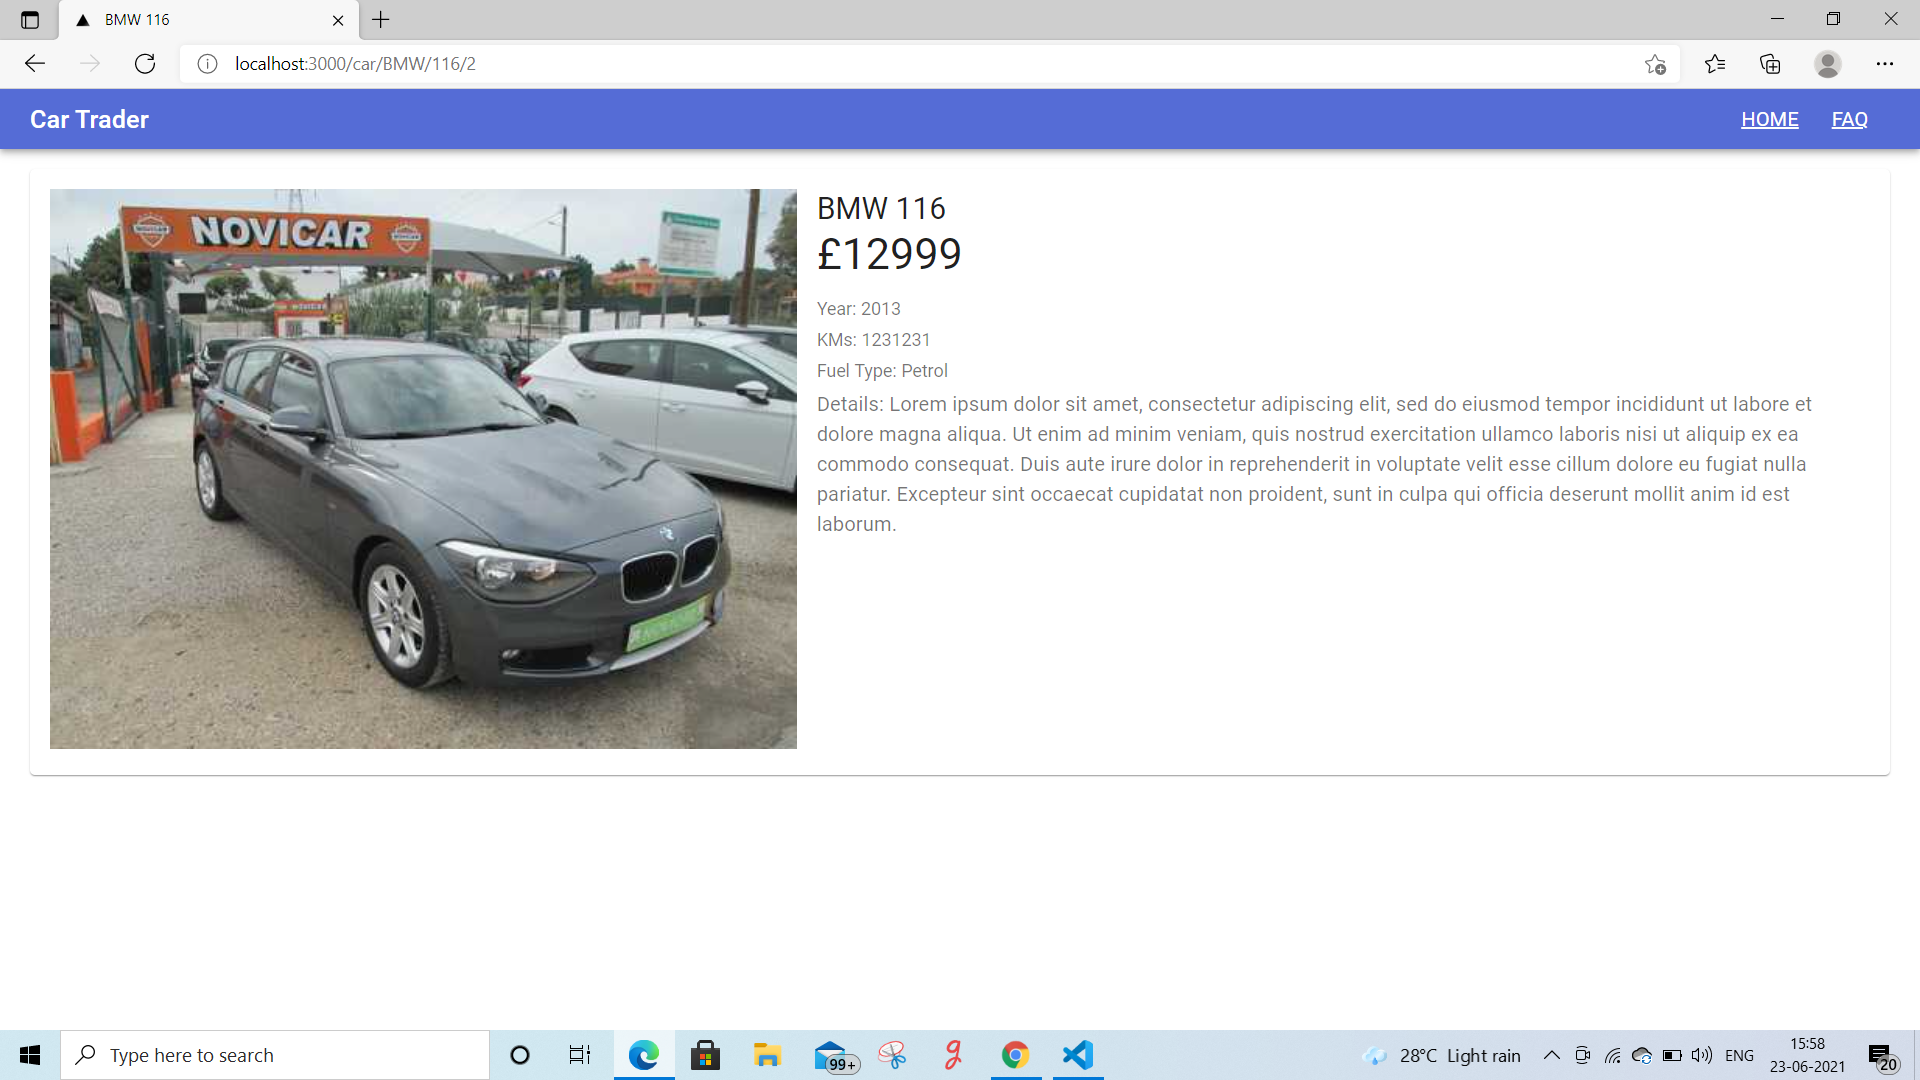 BMW 116
localhost:3000/car/BMW/116/2
Car Trader
HOME FAQ
NOVICAR
BMW 116
£12999
Year: 2013
KMs: 1231231
Fuel Type: Petrol
Details: Lorem ipsum dolor sit amet, consectetur adipiscing elit, sed do eiusmod tempor incididunt ut labore et
dolore magna aliqua. Ut enim ad minim veniam, quis nostrud exercitation ullamco laboris nisi ut aliquip ex ea
commodo consequat. Duis aute irure dolor in reprehenderit in voluptate velit esse cillum dolore eu fugiat nulla
pariatur. Excepteur sint occaecat cupidatat non proident, sunt in culpa qui officia deserunt mollit anim id est
laborum.
Type here to search
99+
28°C Light rain
ENG
15:58
23-06-2021
20